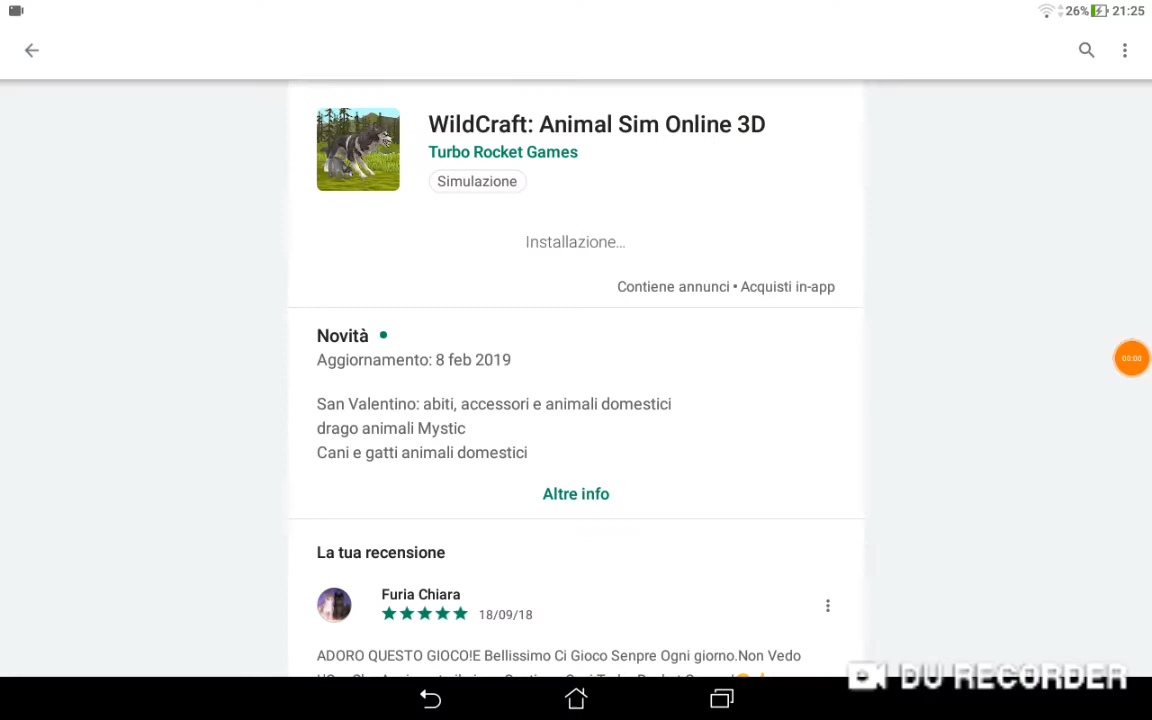 26% 21:25
WildCraft: Animal Sim Online 3D
Turbo Rocket Games
Simulazione
Installazione...
Contiene annunci • Acquisti in-app
Novità
Aggiornamento: 8 feb 2019
00:00
San Valentino: abiti, accessori e animali domestici
drago animali Mystic
Cani e gatti animali domestici
Altre info
La tua recensione
Furia Chiara
18/09/18
ADORO QUESTO GIOCO!E Bellissimo Ci Gioco Senpre Ogni giorno.Non Vedo
DU RECORDER